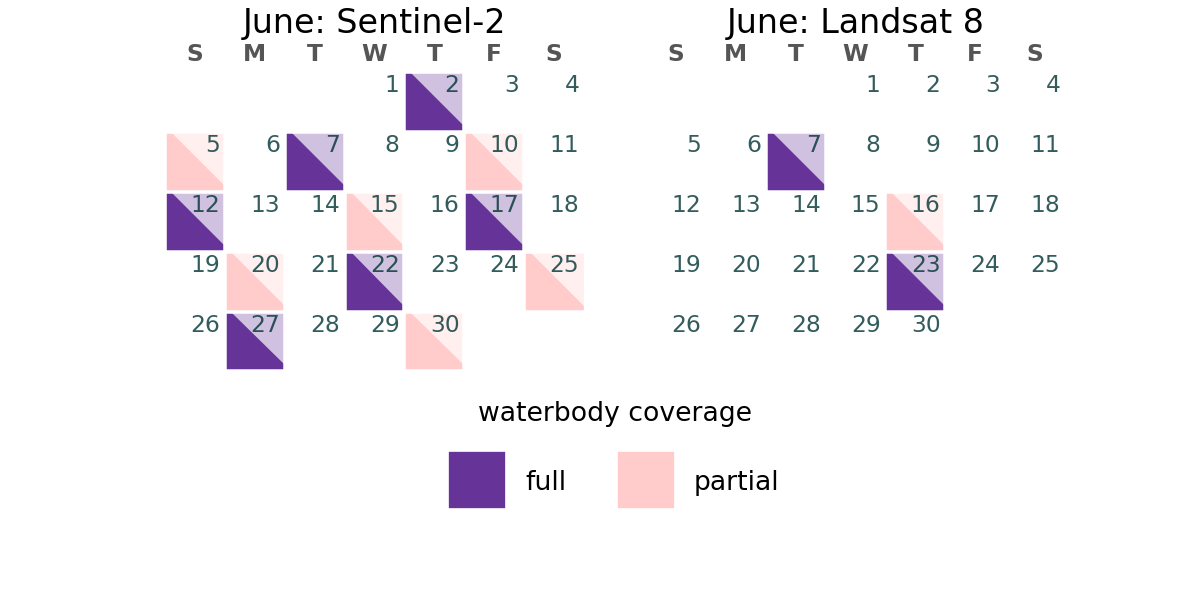 June: Sentinel-2
S M T W T F S
1 2 3 4
5 6 7 8 9 10 11
12 13 14 15 16 17 18
19 20 21 22 23 24 25
26 27 28 29 30
June: Landsat 8
S M T W T F S
1 2 3 4
5 6 7 8 9 10 11
12 13 14 15 16 17 18
19 20 21 22 23 24 25
26 27 28 29 30
waterbody coverage
full
partial